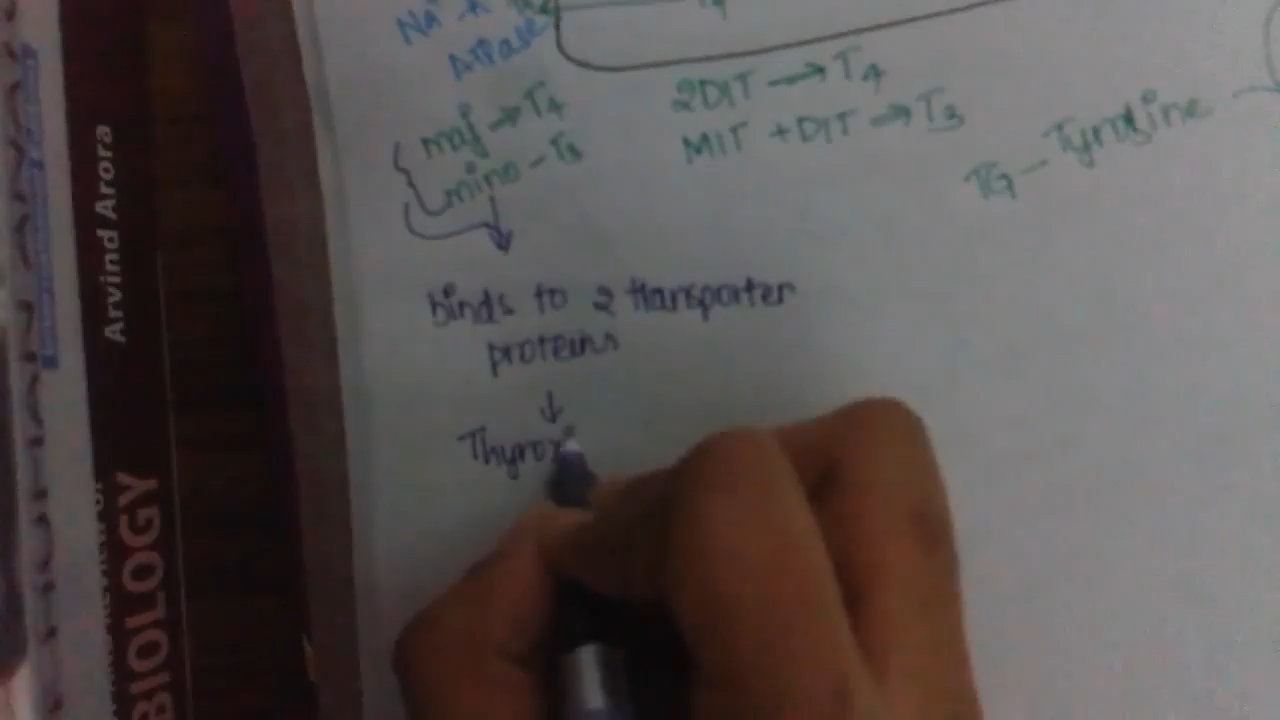 Na+ K
ATPase
maj → T4
mino - T3
2DIT → T4
MIT + DIT → T3
TG - Tyrosine
binds to 2 transporter
proteins
↓
Thyrox
Arvind Arora
BIOLOGY